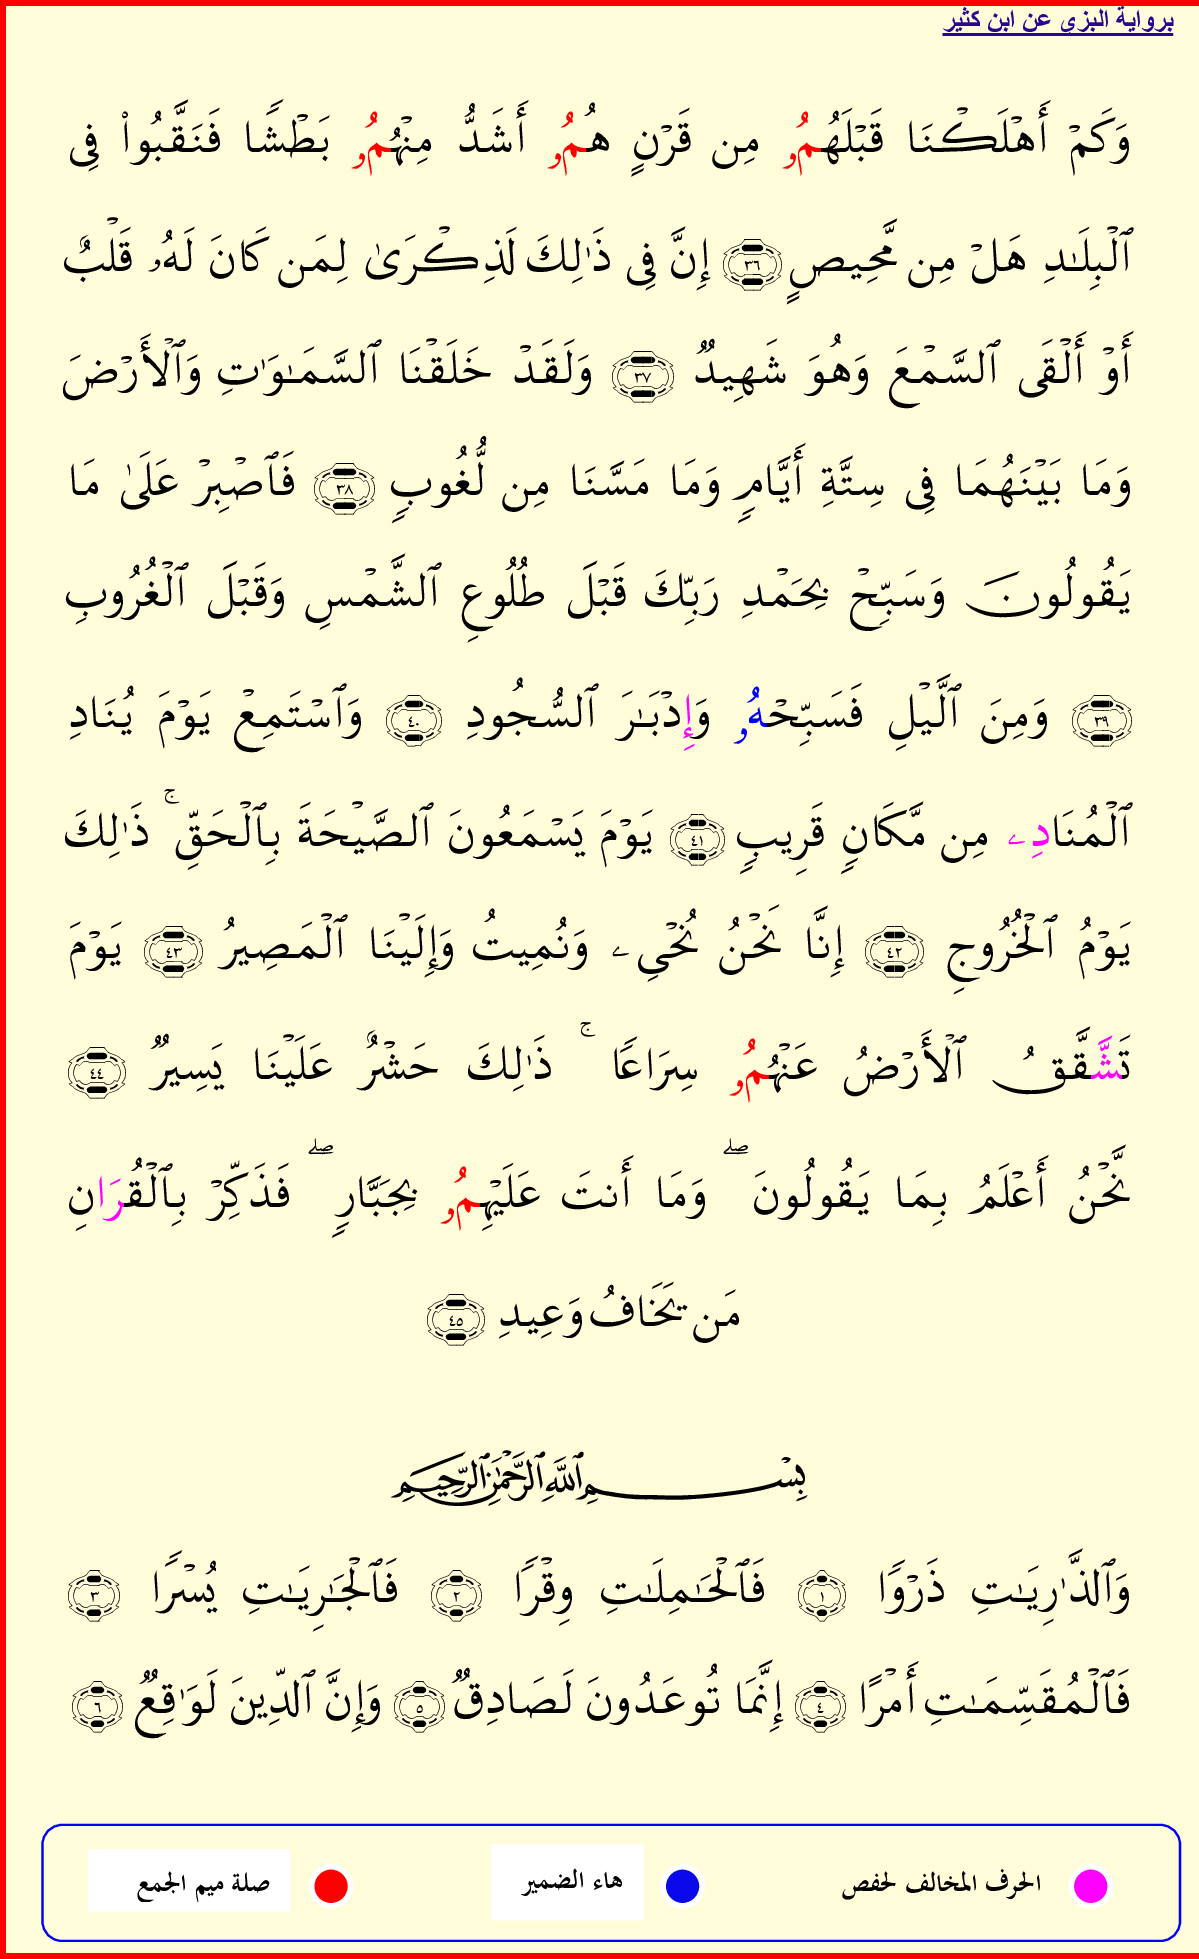 برواية البزى عن ابن كثير
وَكَمۡ أَهۡلَكۡنَا قَبۡلَهُمُۥ مِن قَرۡنٍ هُمُۥ أَشَدُّ مِنۡهُمُۥ بَطۡشٗا فَنَقَّبُواْ فِي
ٱلۡبِلَٰدِ هَلۡ مِن مَّحِيصٍ ٣٦ إِنَّ فِي ذَٰلِكَ لَذِكۡرَىٰ لِمَن كَانَ لَهُۥ قَلۡبٌ
أَوۡ أَلۡقَى ٱلسَّمۡعَ وَهُوَ شَهِيدٞ ٣٧ وَلَقَدۡ خَلَقۡنَا ٱلسَّمَٰوَٰتِ وَٱلۡأَرۡضَ
وَمَا بَيۡنَهُمَا فِي سِتَّةِ أَيَّامٖ وَمَا مَسَّنَا مِن لُّغُوبٖ ٣٨ فَٱصۡبِرۡ عَلَىٰ مَا
يَقُولُونَ وَسَبِّحۡ بِحَمۡدِ رَبِّكَ قَبۡلَ طُلُوعِ ٱلشَّمۡسِ وَقَبۡلَ ٱلۡغُرُوبِ
٣٩ وَمِنَ ٱلَّيۡلِ فَسَبِّحۡهُۥ وَإِدۡبَٰرَ ٱلسُّجُودِ ٤٠ وَٱسۡتَمِعۡ يَوۡمَ يُنَادِ
ٱلۡمُنَادِۦ مِن مَّكَانٖ قَرِيبٖ ٤١ يَوۡمَ يَسۡمَعُونَ ٱلصَّيۡحَةَ بِٱلۡحَقِّۚ ذَٰلِكَ
يَوۡمُ ٱلۡخُرُوجِ ٤٢ إِنَّا نَحۡنُ نُحۡيِۦ وَنُمِيتُ وَإِلَيۡنَا ٱلۡمَصِيرُ ٤٣ يَوۡمَ
تَشَّقَّقُ ٱلۡأَرۡضُ عَنۡهُمُۥ سِرَاعٗاۚ ذَٰلِكَ حَشۡرٌ عَلَيۡنَا يَسِيرٞ ٤٤
نَّحۡنُ أَعۡلَمُ بِمَا يَقُولُونَۖ وَمَا أَنتَ عَلَيۡهِمُۥ بِجَبَّارٖۖ فَذَكِّرۡ بِٱلۡقُرَانِ
مَن يَخَافُ وَعِيدِ ٤٥
بِسۡمِ ٱللَّهِ ٱلرَّحۡمَٰنِ ٱلرَّحِيمِ
وَٱلذَّٰرِيَٰتِ ذَرۡوٗا ١ فَٱلۡحَٰمِلَٰتِ وِقۡرٗا ٢ فَٱلۡجَٰرِيَٰتِ يُسۡرٗا ٣
فَٱلۡمُقَسِّمَٰتِ أَمۡرًا ٤ إِنَّمَا تُوعَدُونَ لَصَادِقٞ ٥ وَإِنَّ ٱلدِّينَ لَوَٰقِعٞ ٦
الحرف المخالف لحفص هاء الضمير صلة ميم الجمع